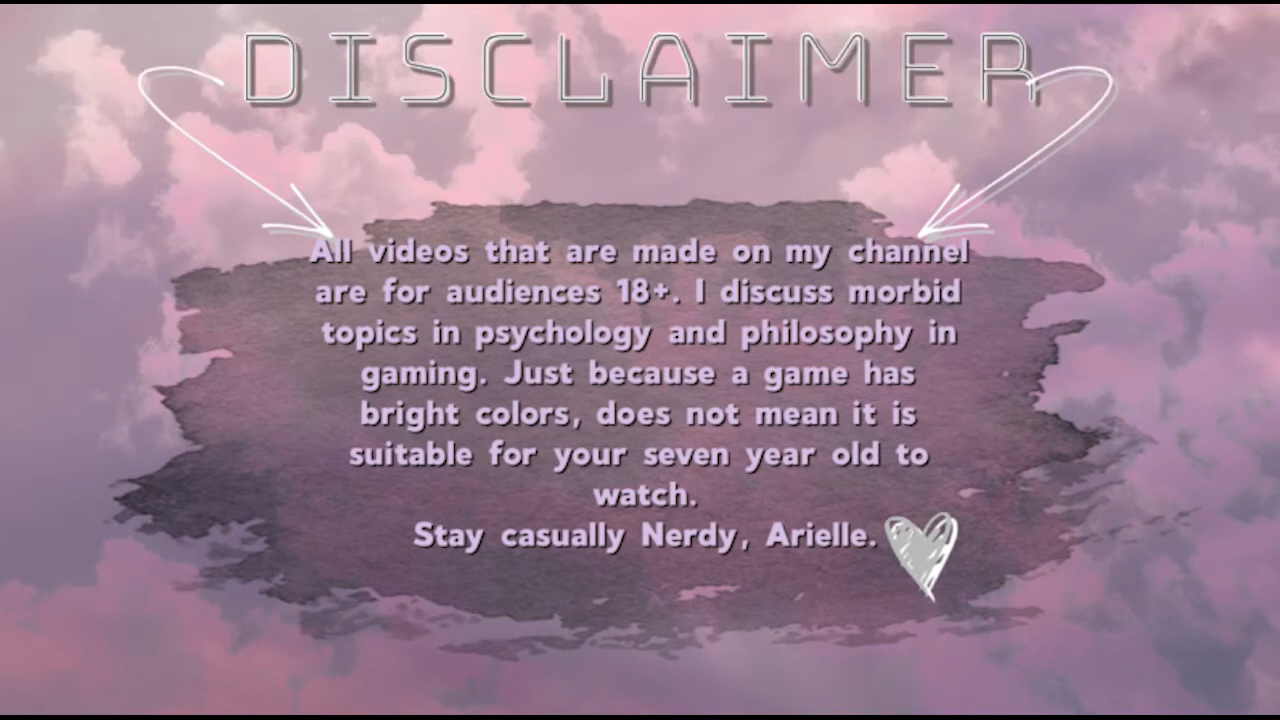 DISCLAIMER
All videos that are made on my channel
are for audiences 18+. I discuss morbid
topics in psychology and philosophy in
gaming. Just because a game has
bright colors, does not mean it is
suitable for your seven year old to
watch.
Stay casually Nerdy, Arielle.